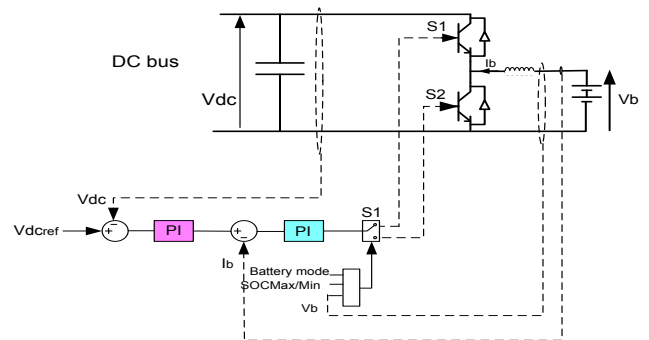 S1
DC bus
Ib
S2
Vdc
Vb
Vdc
S1
Vdcref
PI
PI
Ib
Battery mode
SOCMax/Min
Vb